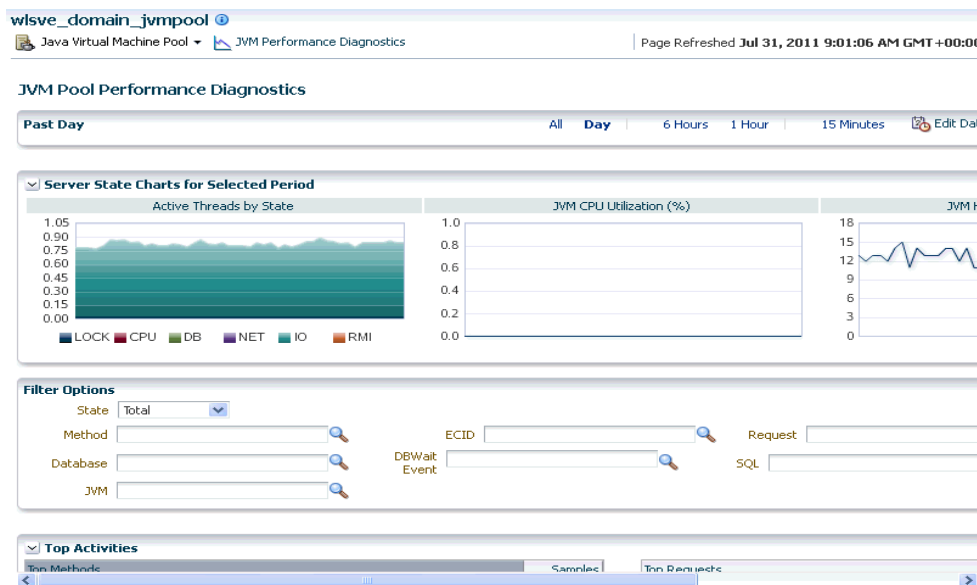 wlsve_domain_jvmpool
Java Virtual Machine Pool JVM Performance Diagnostics
Page Refreshed Jul 31, 2011 9:01:06 AM GMT+00:00
JVM Pool Performance Diagnostics
Past Day
All Day 6 Hours 1 Hour 15 Minutes Edit Dat
Server State Charts for Selected Period
Active Threads by State
1.05
0.90
0.75
0.60
0.45
0.30
0.15
0.00
LOCK CPU DB NET IO RMI
JVM CPU Utilization (%)
1.0
0.8
0.6
0.4
0.2
0.0
JVM H
18
15
12
9
6
3
0
Filter Options
State Total
Method
ECID
Request
Database
DBWait
Event
SQL
JVM
Top Activities
Top Methods Samples Top Requests